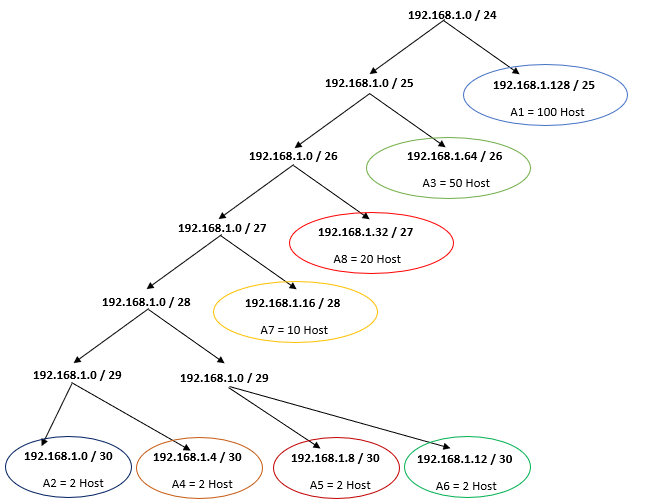 192.168.1.0 / 24
192.168.1.0 / 25
192.168.1.128 / 25
A1 = 100 Host
192.168.1.0 / 26
192.168.1.64 / 26
A3 = 50 Host
192.168.1.0 / 27
192.168.1.32 / 27
A8 = 20 Host
192.168.1.0 / 28
192.168.1.16 / 28
A7 = 10 Host
192.168.1.0 / 29
192.168.1.0 / 29
192.168.1.0 / 30
A2 = 2 Host
192.168.1.4 / 30
A4 = 2 Host
192.168.1.8 / 30
A5 = 2 Host
192.168.1.12 / 30
A6 = 2 Host